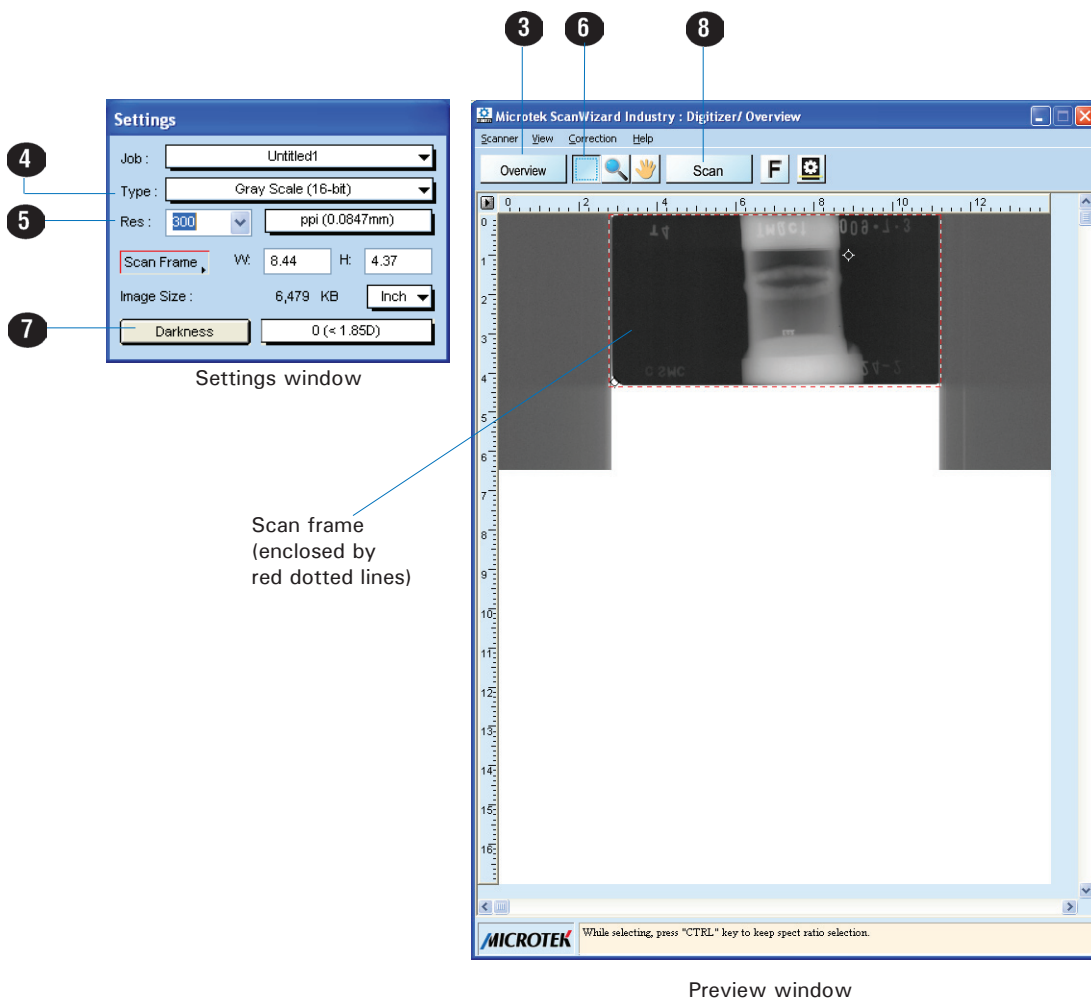 3 6 8
Settings
Job : Untitled1
4
Type : Gray Scale (16-bit)
5
Res : 300 ppi (0.0847mm)
Scan Frame W: 8.44 H: 4.37
Image Size : 6,479 KB Inch
7
Darkness 0 (< 1.85D)
Settings window
Scan frame
(enclosed by
red dotted lines)
Microtek ScanWizard Industry : Digitizer/ Overview
Scanner View Correction Help
Overview Scan F
0 2 4 6 8 10 12
0
1
2
3
4
5
6
7
8
9
10
11
12
13
14
15
16
T4
C SMC 24-2
MICROTEK While selecting, press "CTRL" key to keep spect ratio selection.
Preview window